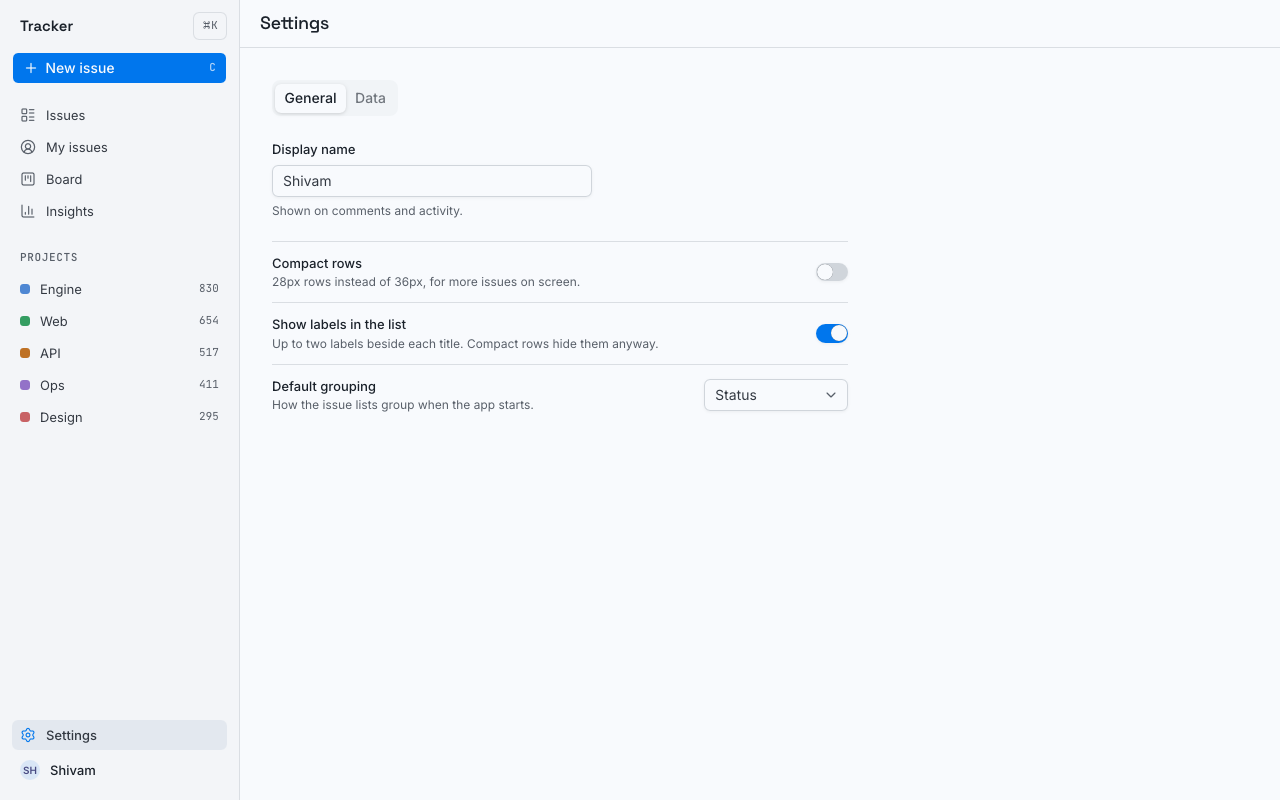 Tracker
⌘K
New issue
C
Issues
My issues
Board
Insights
PROJECTS
Engine
830
Web
654
API
517
Ops
411
Design
295
Settings
SH
Shivam
Settings
General
Data
Display name
Shivam
Shown on comments and activity.
Compact rows
28px rows instead of 36px, for more issues on screen.
Show labels in the list
Up to two labels beside each title. Compact rows hide them anyway.
Default grouping
How the issue lists group when the app starts.
Status